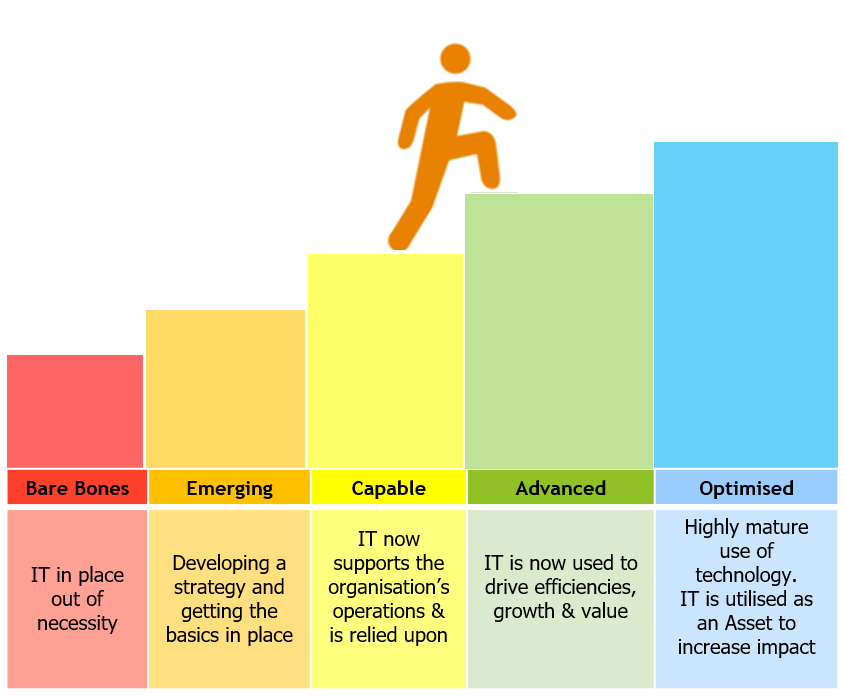 Bare Bones
Emerging
Capable
Advanced
Optimised
IT in place
out of
necessity
Developing a
strategy and
getting the
basics in place
IT now
supports the
organisation’s
operations &
is relied upon
IT is now used to
drive efficiencies,
growth & value
Highly mature
use of
technology.
IT is utilised as
an Asset to
increase impact